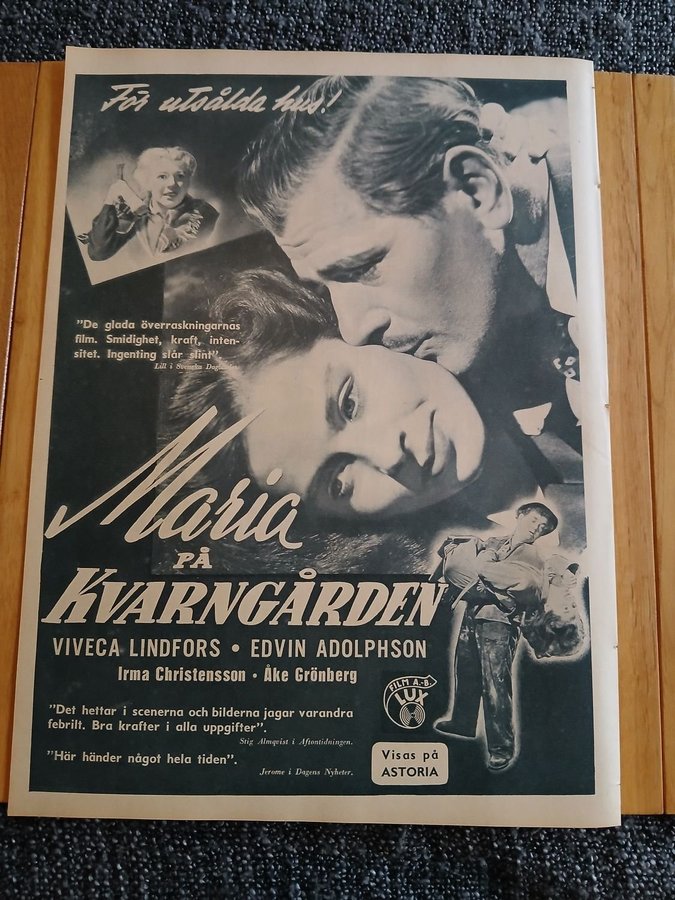 För utsålda hus!
"De glada överraskningarnas
film. Smidighet, kraft, inten-
sitet. Ingenting slår slint".
Lill i Svenska
Maria
PÅ
KVARNGÅRDEN
VIVECA LINDFORS • EDVIN ADOLPHSON
Irma Christensson • Åke Grönberg
FILM A.-B.
LUX
"Det hettar i scenerna och bilderna jagar varandra
febrilt. Bra krafter i alla uppgifter".
Stig Almqvist i Aftontidningen.
"Här händer något hela tiden".
Jerome i Dagens Nyheter.
Visas på
ASTORIA